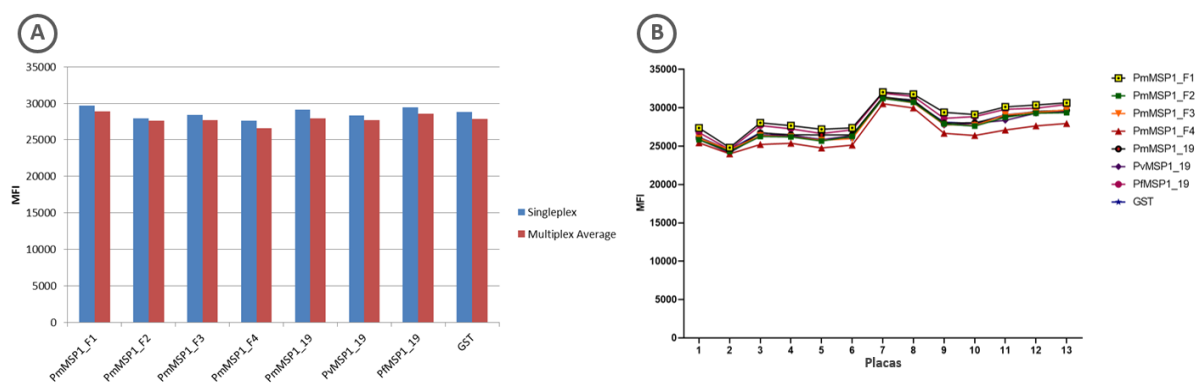 A
35000
30000
25000
20000
15000
10000
5000
0
MFI
PmMSP1_F1
PmMSP1_F2
PmMSP1_F3
PmMSP1_F4
PmMSP1_19
PvMSP1_19
PfMSP1_19
GST
Singleplex
Multiplex Average
B
35000
30000
25000
20000
15000
10000
5000
0
MFI
1 2 3 4 5 6 7 8 9 10 11 12 13
Placas
PmMSP1_F1
PmMSP1_F2
PmMSP1_F3
PmMSP1_F4
PmMSP1_19
PvMSP1_19
PfMSP1_19
GST